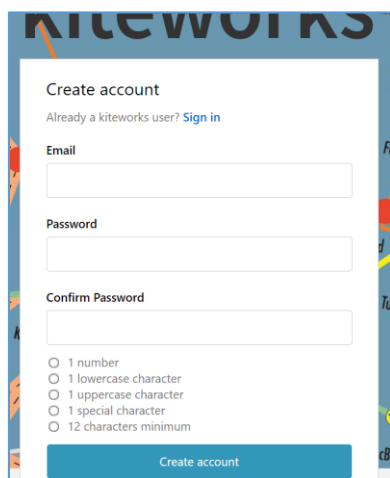 kiteworks
Create account
Already a kiteworks user? Sign in
Email
Password
Confirm Password
1 number
1 lowercase character
1 uppercase character
1 special character
12 characters minimum
Create account